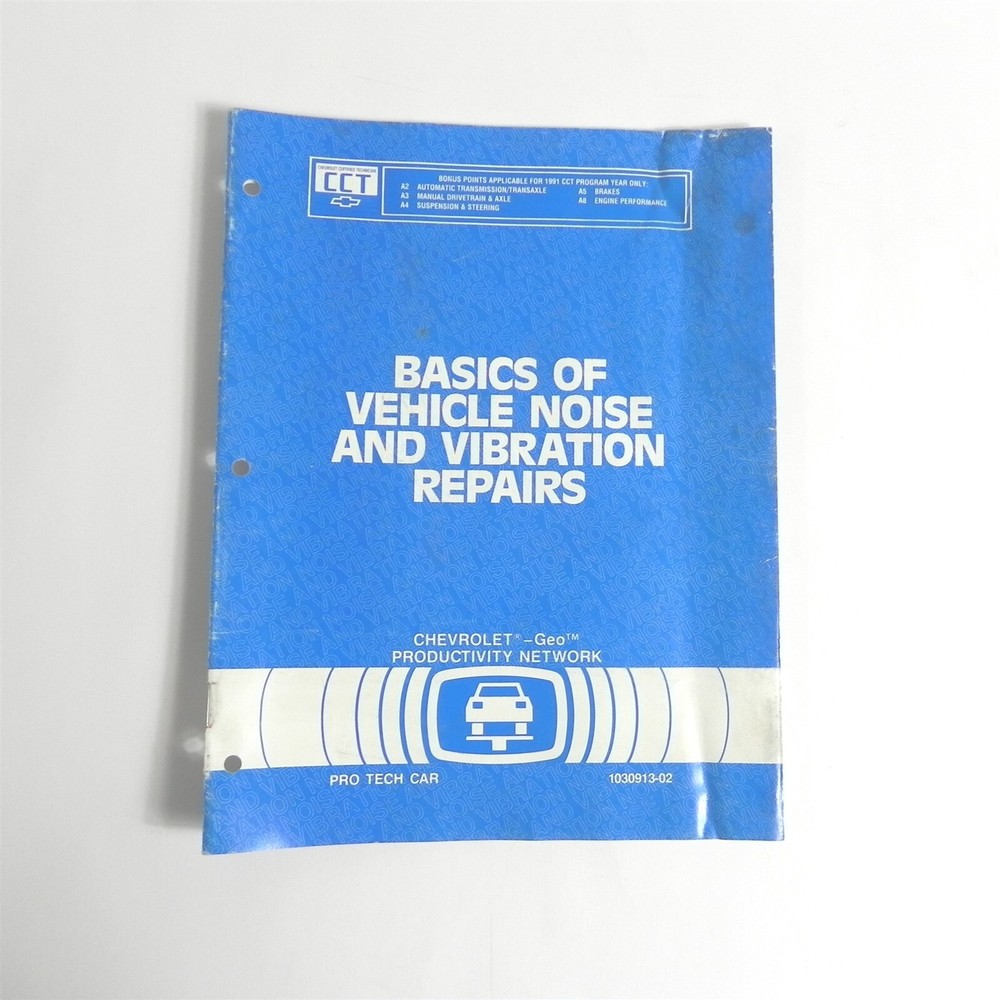 CHEVROLET CERTIFIED TECHNICIAN
CCT
BONUS POINTS APPLICABLE FOR 1991 CCT PROGRAM YEAR ONLY:
A2 AUTOMATIC TRANSMISSION/TRANSAXLE
A3 MANUAL DRIVETRAIN & AXLE
A4 SUSPENSION & STEERING
A5 BRAKES
A8 ENGINE PERFORMANCE
BASICS OF
VEHICLE NOISE
AND VIBRATION
REPAIRS
CHEVROLET® –Geo™
PRODUCTIVITY NETWORK
PRO TECH CAR
1030913-02